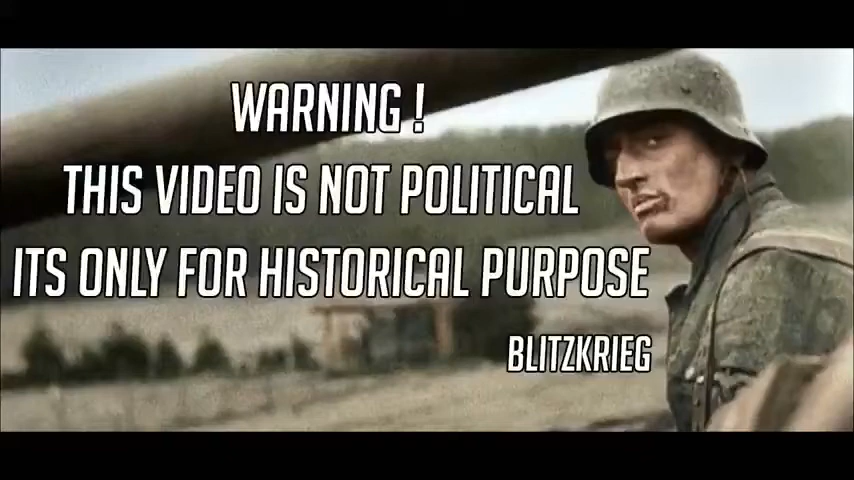 WARNING !
THIS VIDEO IS NOT POLITICAL
ITS ONLY FOR HISTORICAL PURPOSE
BLITZKRIEG